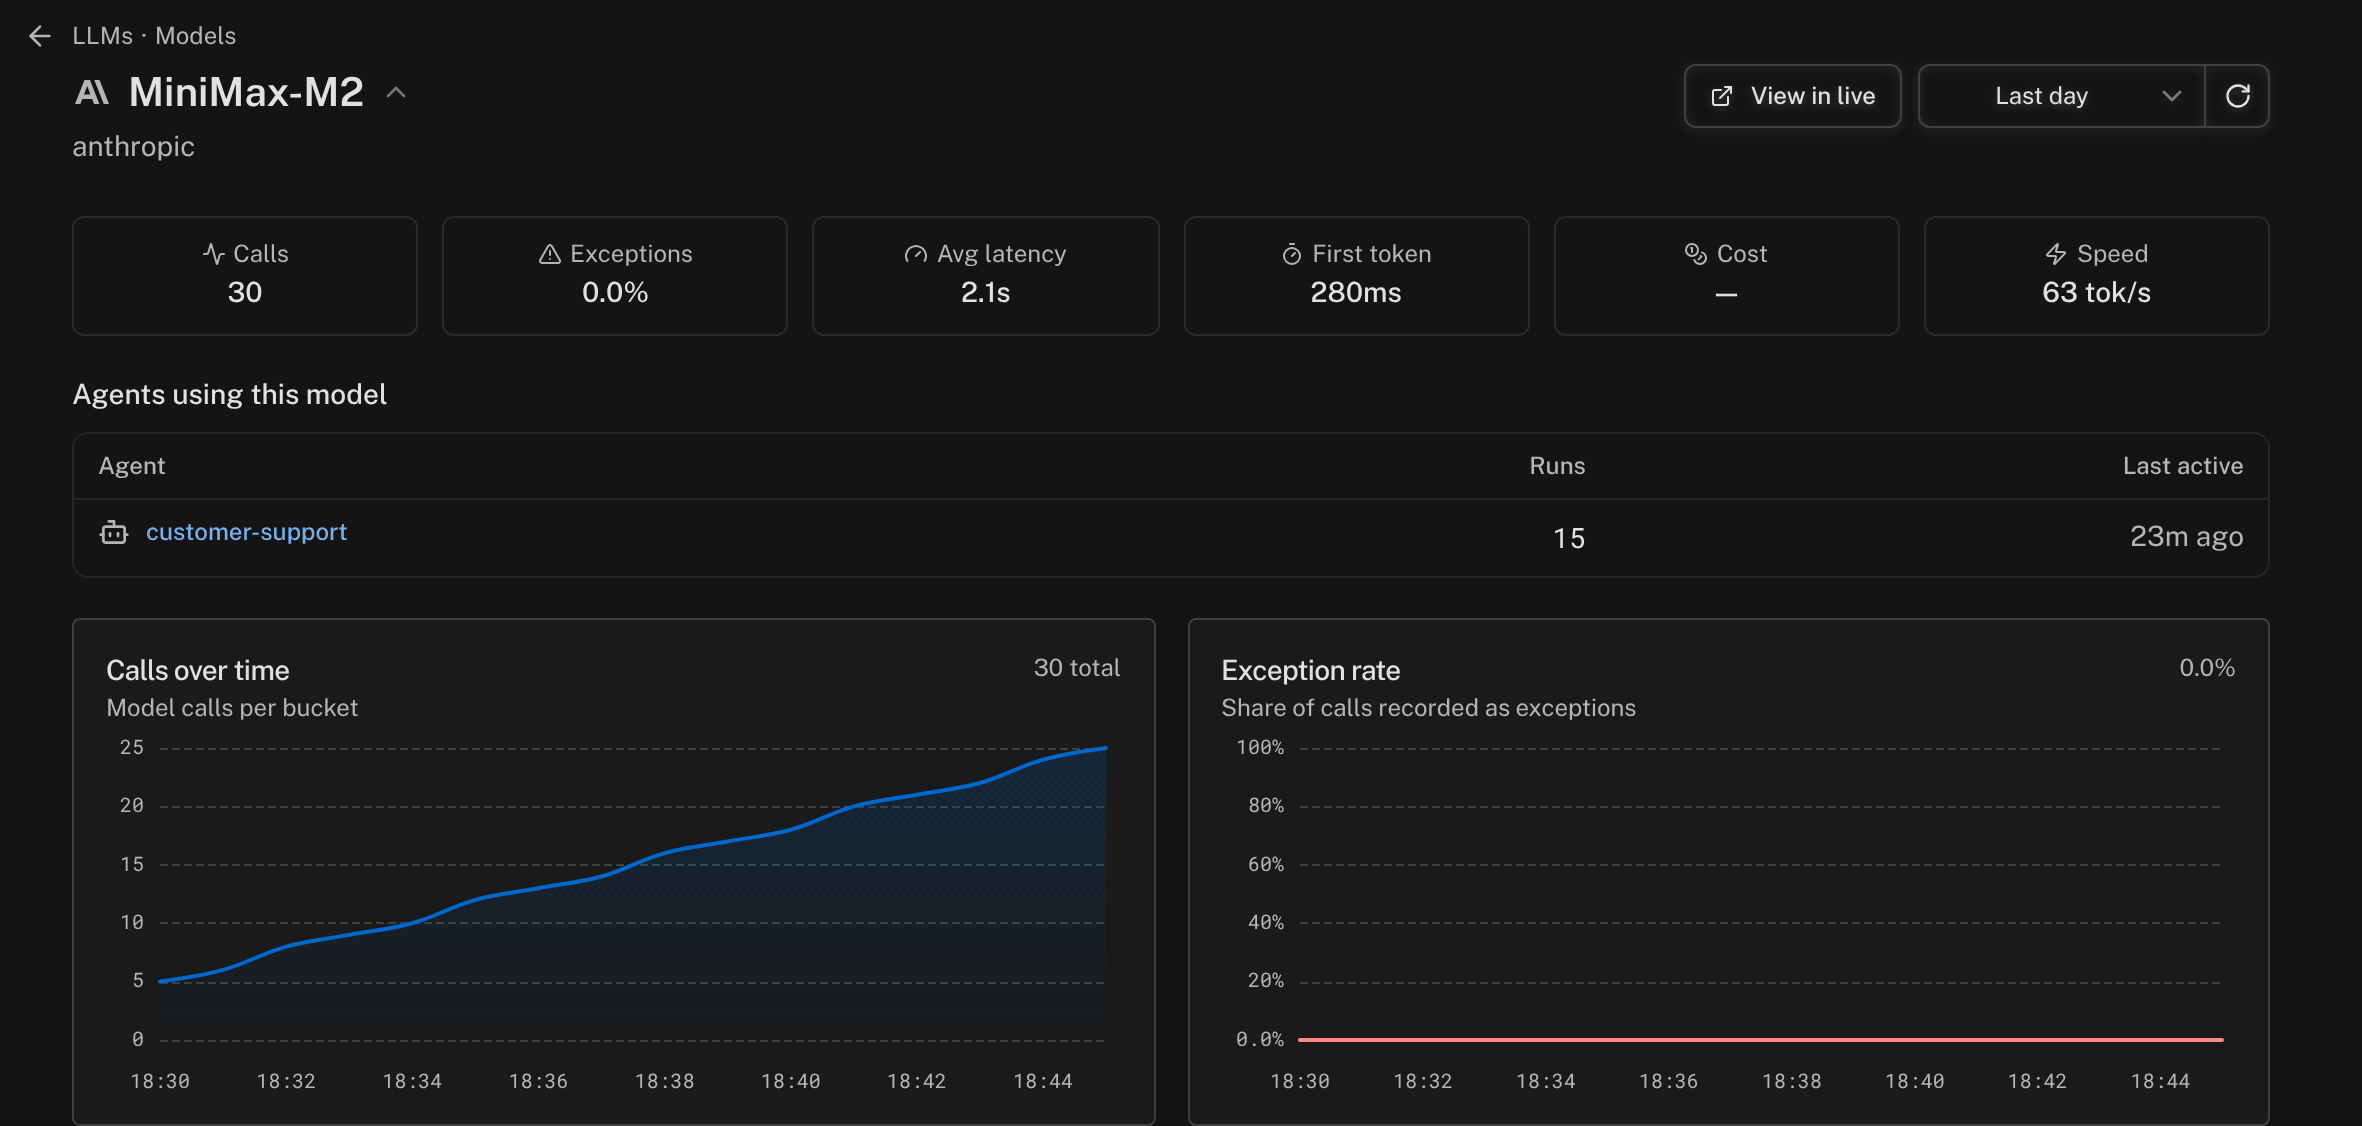 LLMs · Models
MiniMax-M2
anthropic
View in live
Last day
Calls
30
Exceptions
0.0%
Avg latency
2.1s
First token
280ms
Cost
—
Speed
63 tok/s
Agents using this model
Agent Runs Last active
customer-support 15 23m ago
Calls over time 30 total
Model calls per bucket
25
20
15
10
5
0
18:30 18:32 18:34 18:36 18:38 18:40 18:42 18:44
Exception rate 0.0%
Share of calls recorded as exceptions
100%
80%
60%
40%
20%
0.0%
18:30 18:32 18:34 18:36 18:38 18:40 18:42 18:44